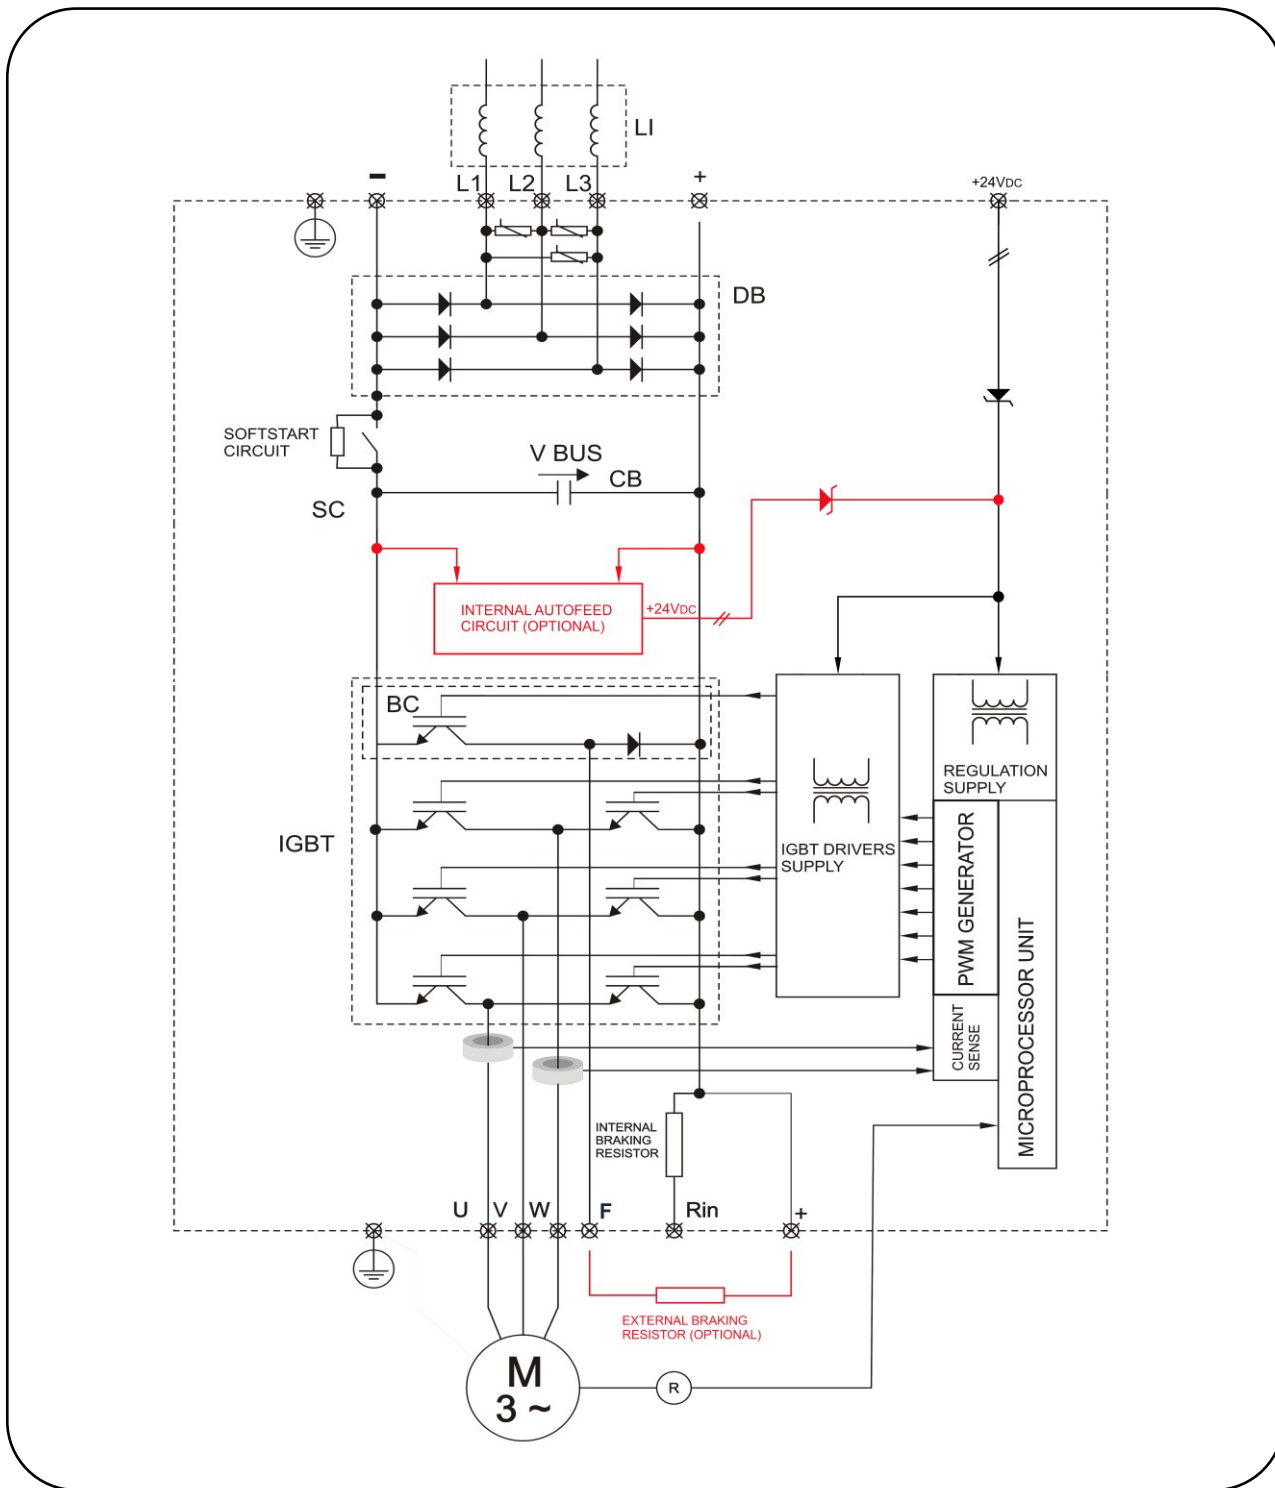 LI
−
L1
L2
L3
+
+24VDC
DB
SOFTSTART
CIRCUIT
V BUS
CB
SC
INTERNAL AUTOFEED
CIRCUIT (OPTIONAL)
+24VDC
BC
REGULATION
SUPPLY
IGBT
IGBT DRIVERS
SUPPLY
PWM GENERATOR
MICROPROCESSOR UNIT
CURRENT
SENSE
INTERNAL
BRAKING
RESISTOR
U
V
W
F
Rin
+
EXTERNAL BRAKING
RESISTOR (OPTIONAL)
M
3 ~
R